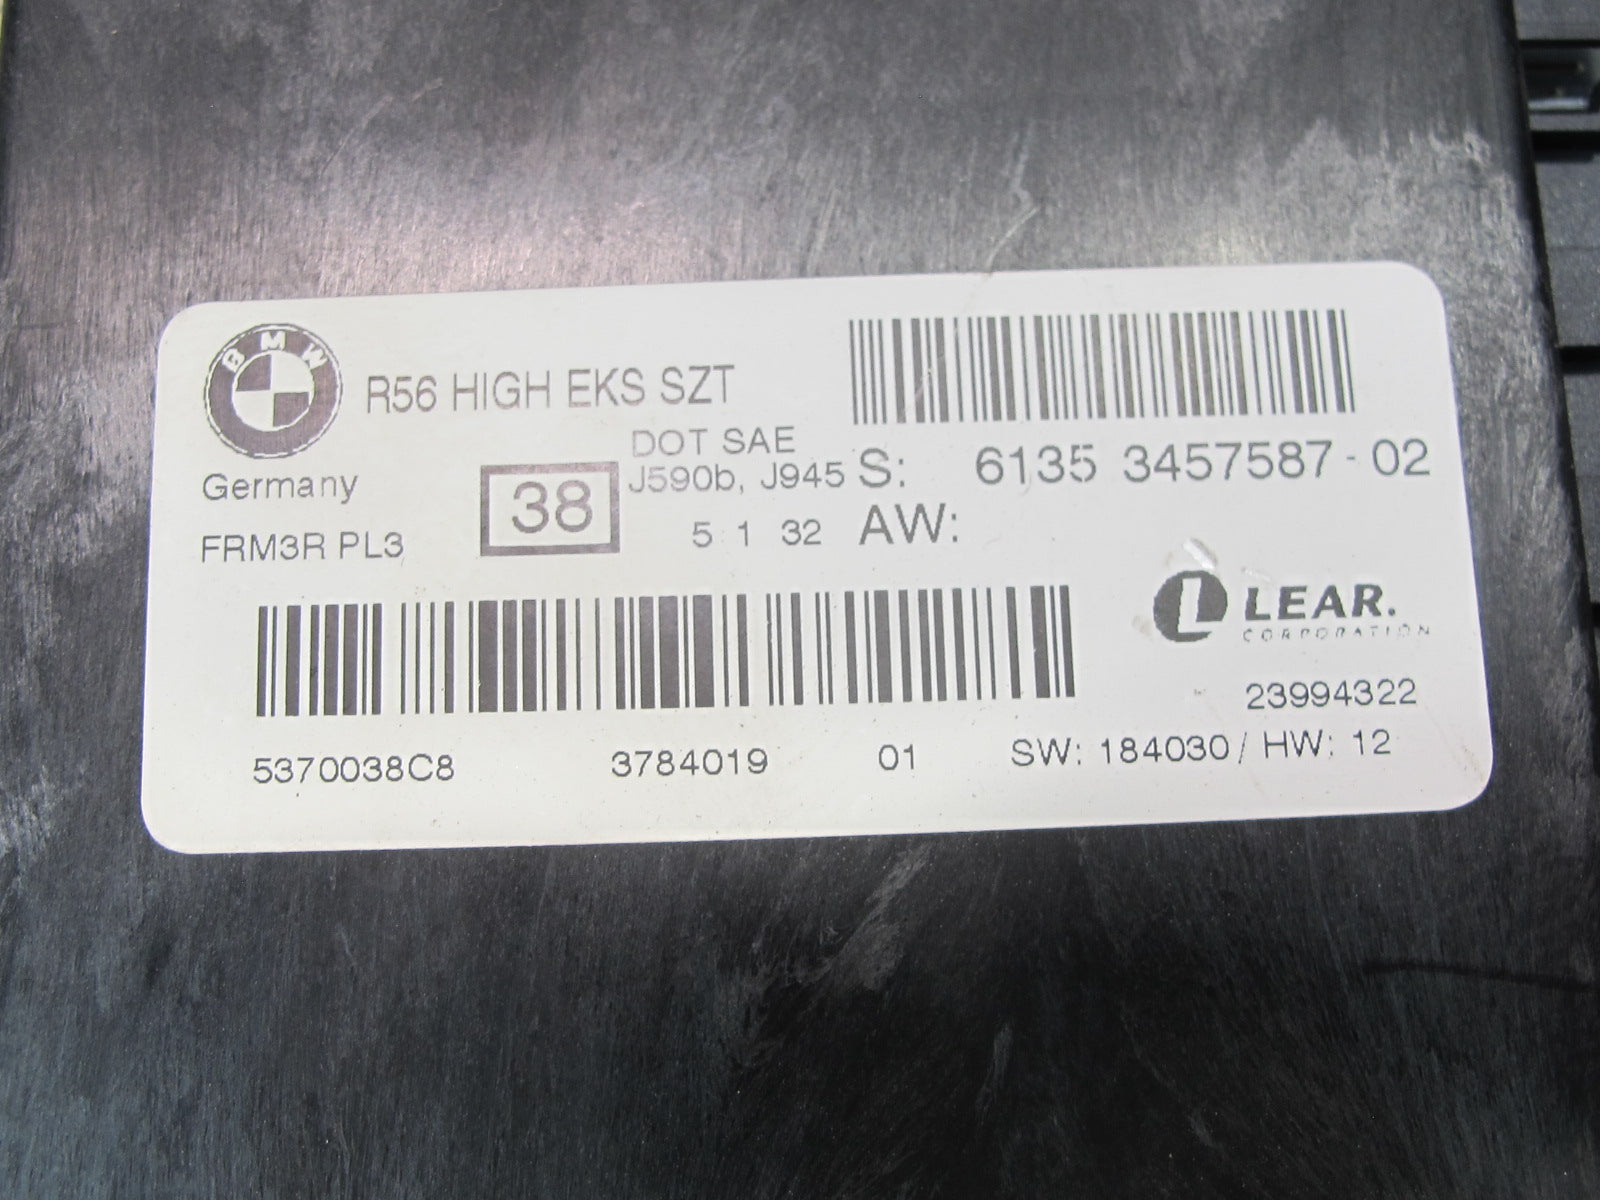 BMW R56 HIGH EKS SZT
Germany
FRM3R PL3
38
DOT SAE
J590b, J945
5 1 32
S: 6135 3457587-02
AW:
LEAR.
CORPORATION
23994322
5370038C8 3784019 01 SW: 184030 / HW: 12